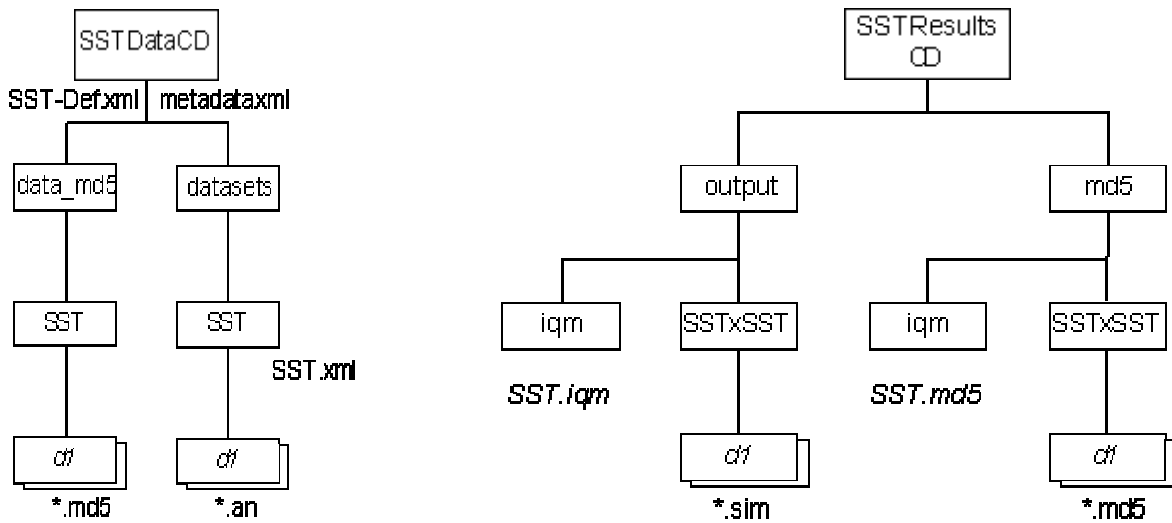 SSTDataCD
SST-Def.xml metadata.xml
data_md5 datasets
SST SST
SST.xml
d1 d1
*.md5 *.an
SSTResults
CD
output md5
iqm SSTxSST iqm SSTxSST
SST.iqm SST.md5
d1 d1
*.sim *.md5